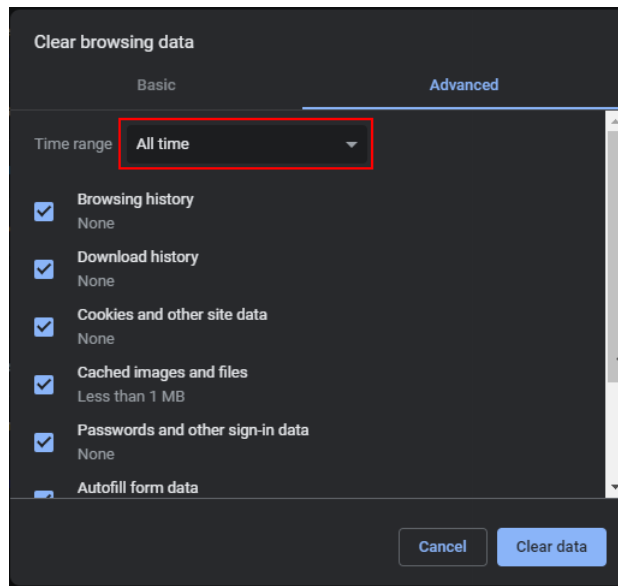 Clear browsing data
Basic
Advanced
Time range
All time
Browsing history
None
Download history
None
Cookies and other site data
None
Cached images and files
Less than 1 MB
Passwords and other sign-in data
None
Autofill form data
Cancel
Clear data